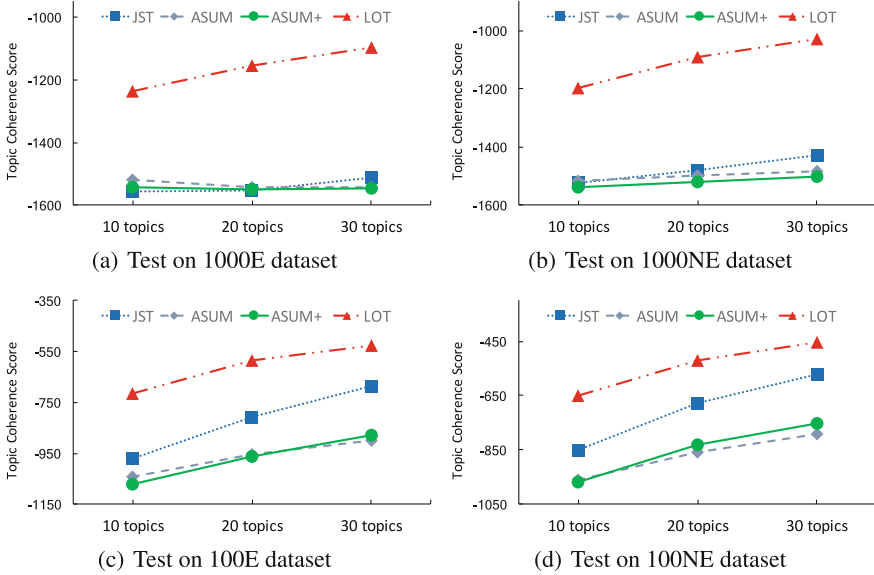 JST ASUM ASUM+ LOT
Topic Coherence Score
-1000
-1200
-1400
-1600
10 topics 20 topics 30 topics
(a) Test on 1000E dataset
JST ASUM ASUM+ LOT
Topic Coherence Score
-1000
-1200
-1400
-1600
10 topics 20 topics 30 topics
(b) Test on 1000NE dataset
JST ASUM ASUM+ LOT
Topic Coherence Score
-350
-550
-750
-950
-1150
10 topics 20 topics 30 topics
(c) Test on 100E dataset
JST ASUM ASUM+ LOT
Topic Coherence Score
-450
-650
-850
-1050
10 topics 20 topics 30 topics
(d) Test on 100NE dataset